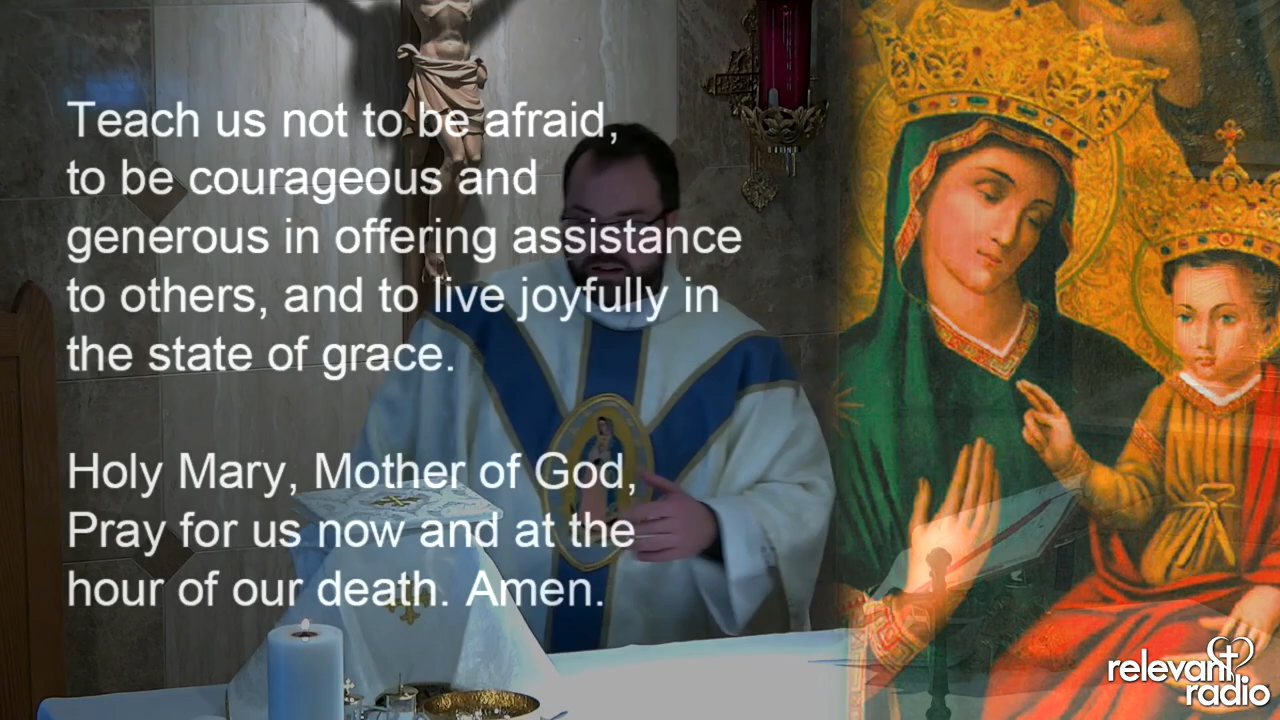 Teach us not to be afraid,
to be courageous and
generous in offering assistance
to others, and to live joyfully in
the state of grace.
Holy Mary, Mother of God,
Pray for us now and at the
hour of our death. Amen.
relevant
radio